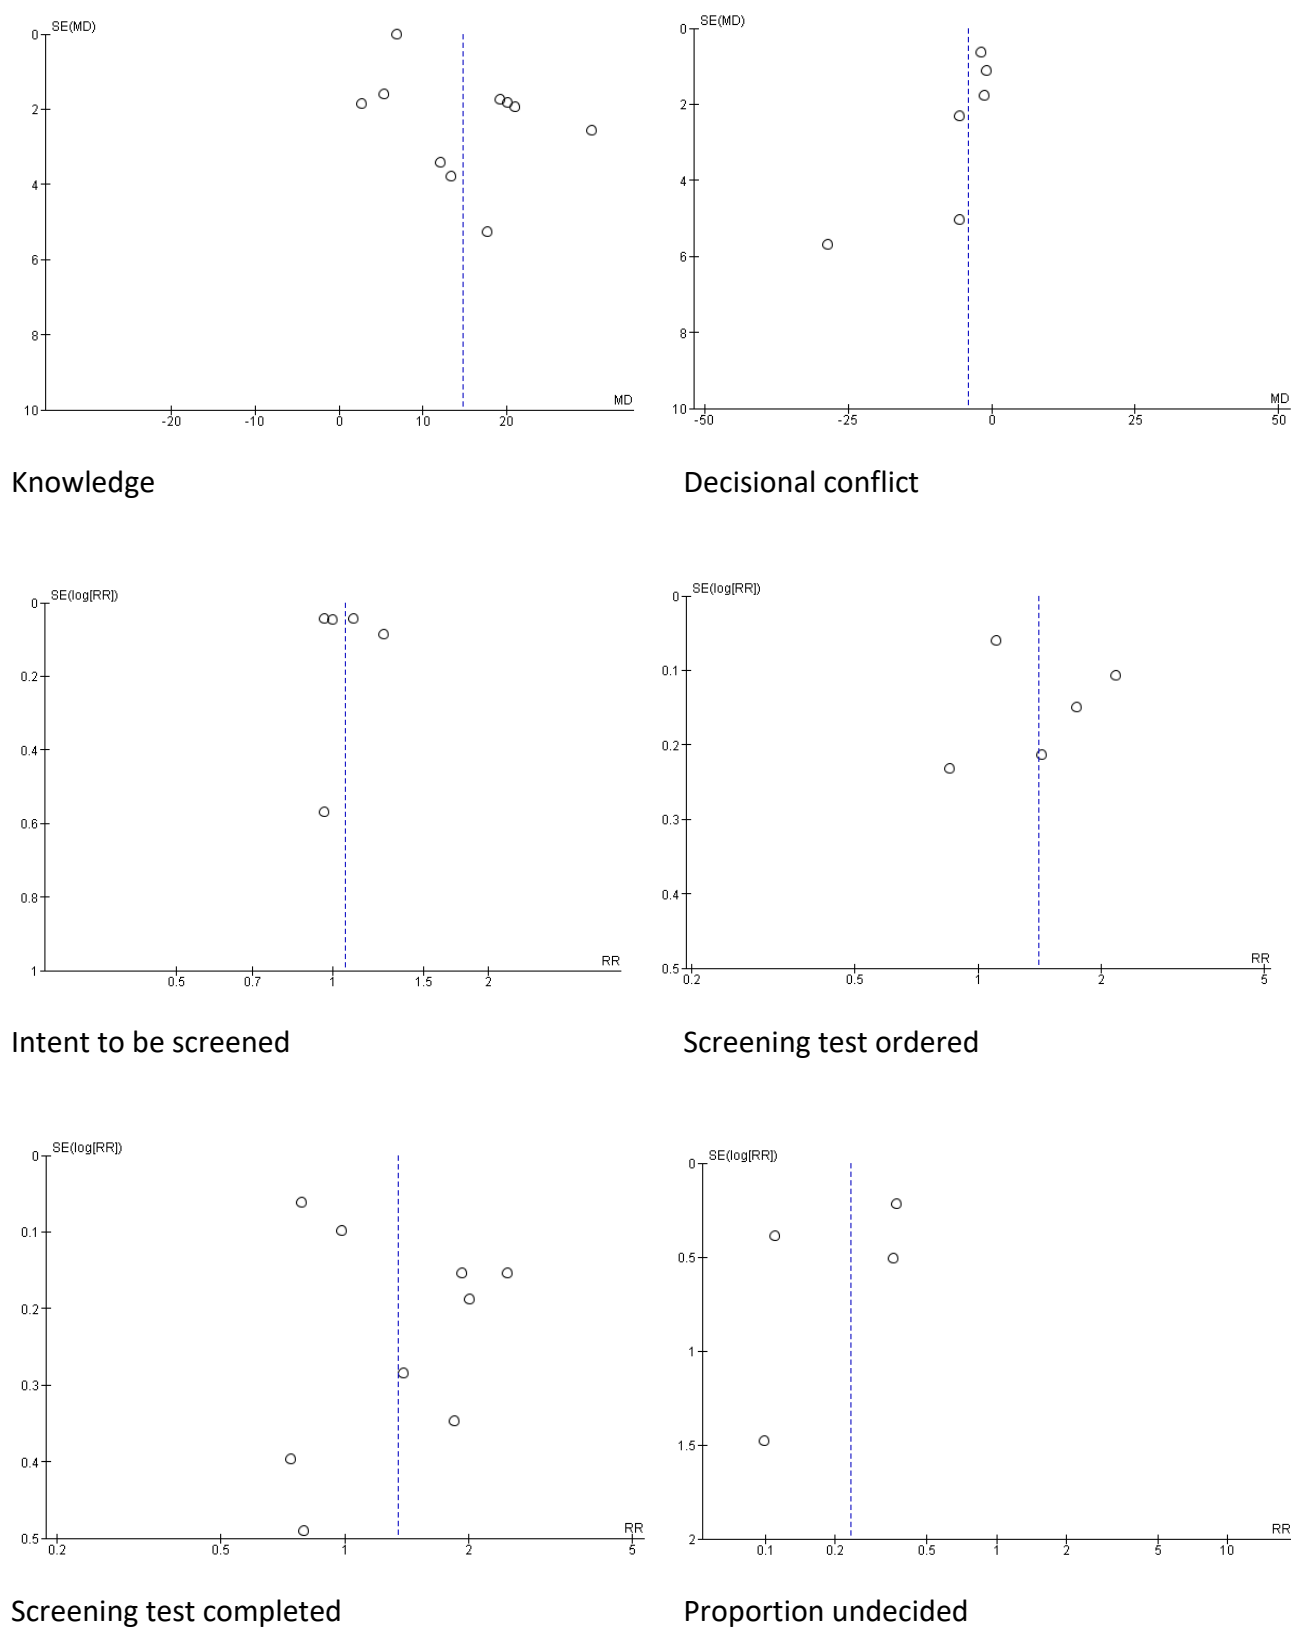 SE(MD)
0
2
4
6
8
10
-20 -10 0 10 20
MD
Knowledge
SE(MD)
0
2
4
6
8
10
-50 -25 0 25 50
MD
Decisional conflict
SE(log[RR])
0
0.2
0.4
0.6
0.8
1
0.5 0.7 1 1.5 2
RR
Intent to be screened
SE(log[RR])
0
0.1
0.2
0.3
0.4
0.5
0.2 0.5 1 2 5
RR
Screening test ordered
SE(log[RR])
0
0.1
0.2
0.3
0.4
0.5
0.2 0.5 1 2 5
RR
Screening test completed
SE(log[RR])
0
0.5
1
1.5
2
0.1 0.2 0.5 1 2 5 10
RR
Proportion undecided